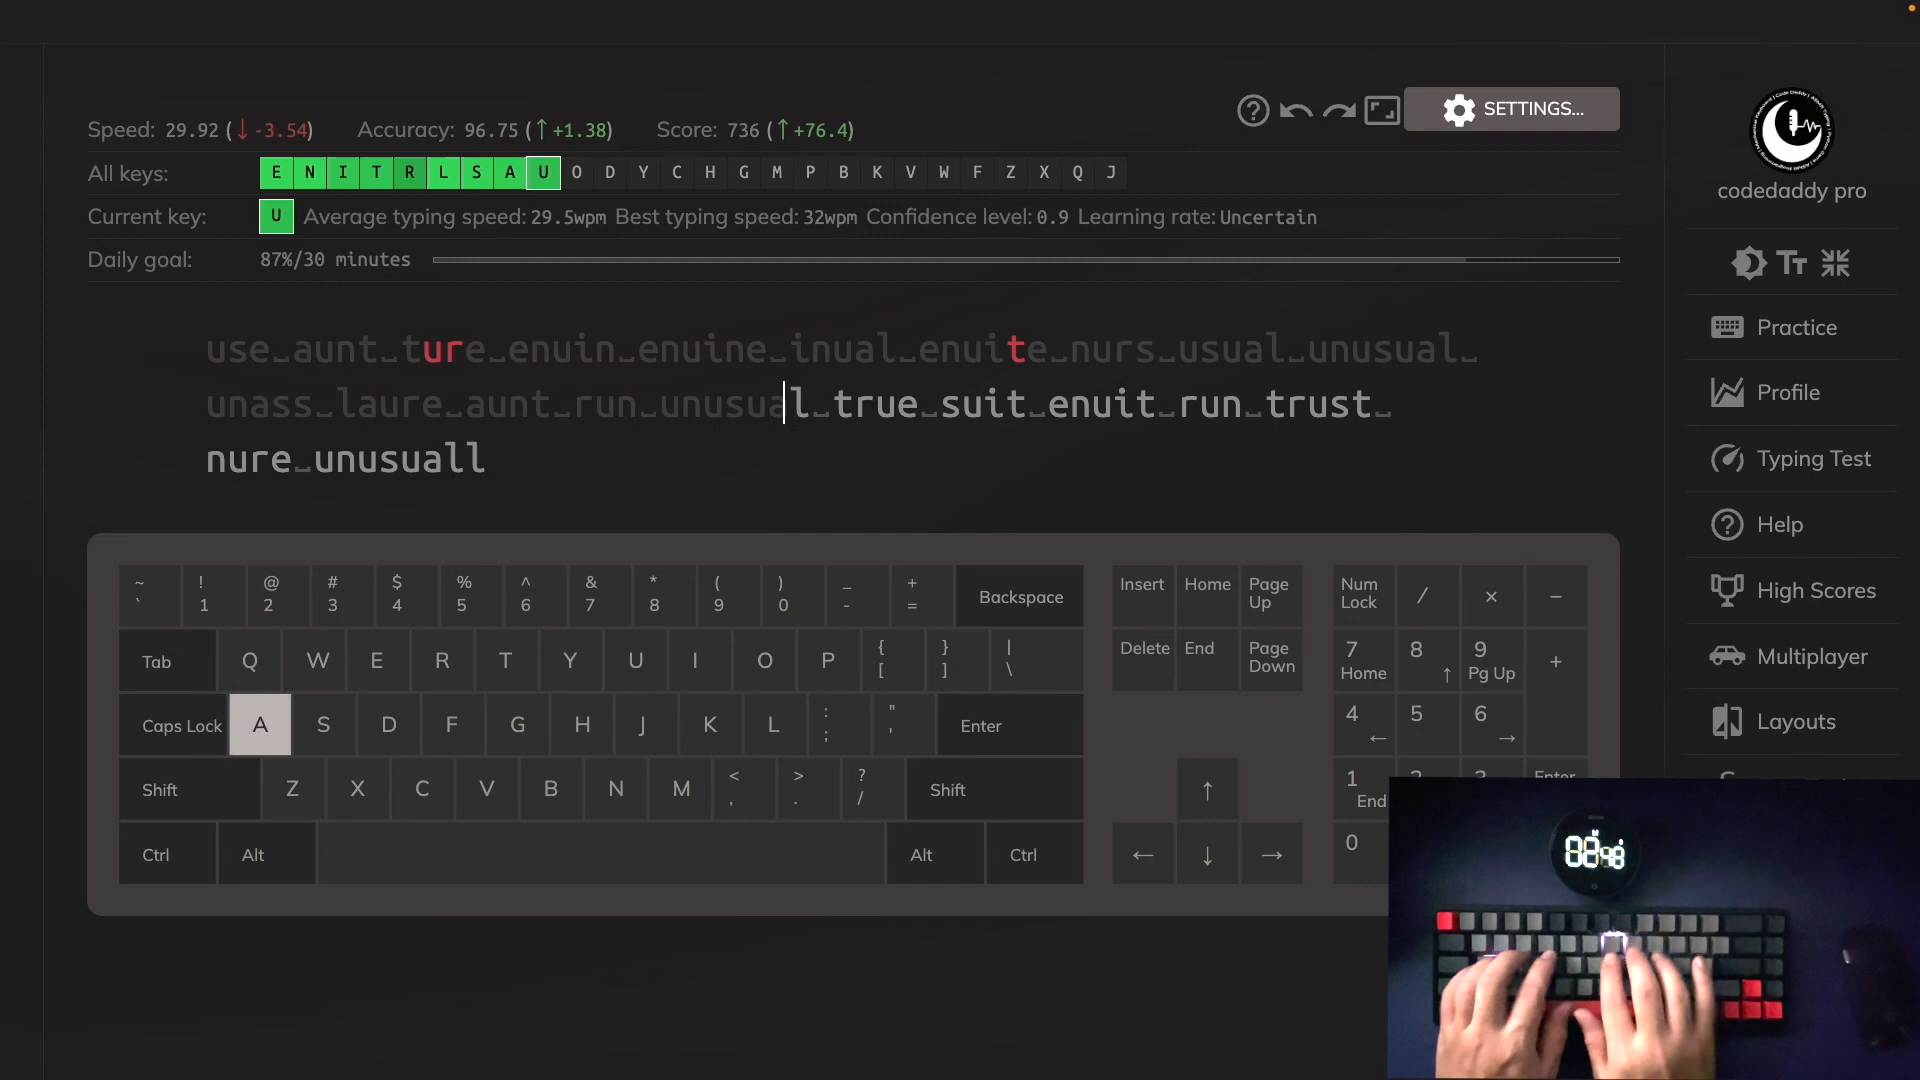 SETTINGS...
Speed: 29.92 (↓-3.54) Accuracy: 96.75 (↑+1.38) Score: 736 (↑+76.4)
All keys: E N I T R L S A U O D Y C H G M P B K V W F Z X Q J
Current key: U Average typing speed: 29.5wpm Best typing speed: 32wpm Confidence level: 0.9 Learning rate: Uncertain
Daily goal: 87%/30 minutes
use␣aunt␣ture␣enuin␣enuine␣inual␣enuite␣nurs␣usual␣unusual␣
unass␣laure␣aunt␣run␣unusual␣true␣suit␣enuit␣run␣trust␣
nure␣unusuall
~ ! @ # $ % ^ & * ( ) _ +
` 1 2 3 4 5 6 7 8 9 0 - = Backspace
Tab Q W E R T Y U I O P { [ } ] | \
Caps Lock A S D F G H J K L : ; " ' Enter
Shift Z X C V B N M < , > . ? / Shift
Ctrl Alt Alt Ctrl
Insert Home Page Up
Delete End Page Down
↑
← ↓ →
Num Lock / × −
7 Home 8 ↑ 9 Pg Up +
4 ← 5 6 →
1 End
0
codedaddy pro
Practice
Profile
Typing Test
Help
High Scores
Multiplayer
Layouts